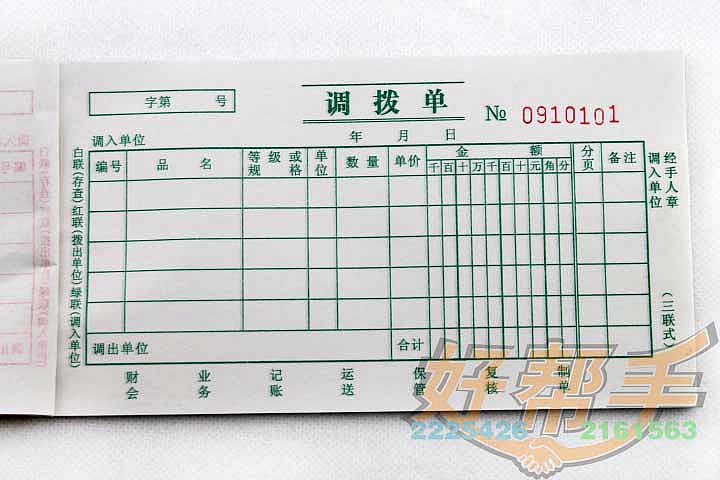 调拨单
字第 号
№ 0910101
调入单位 年 月 日
编号 品名 等级或规格 单位 数量 单价 金额 分页 备注
千百十万千百十元角分
调出单位 合计
财会 业务 记账 运送 保管 复核 制单
白联(存查)红联(拨出单位)绿联(调入单位)
经手人章
调入单位
(三联式)
好帮手
2225426 2161563